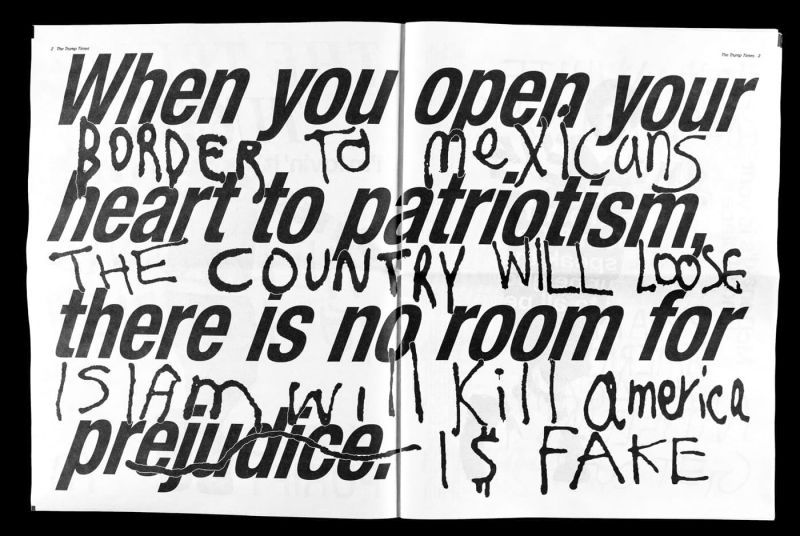 2 The Trump Times
The Trump Times 3
When you open your
BORDER TO mexicans
heart to patriotism,
THE COUNTRY WILL LOOSE
there is no room for
ISlAm will Kill america
prejudice. I$ FAKE